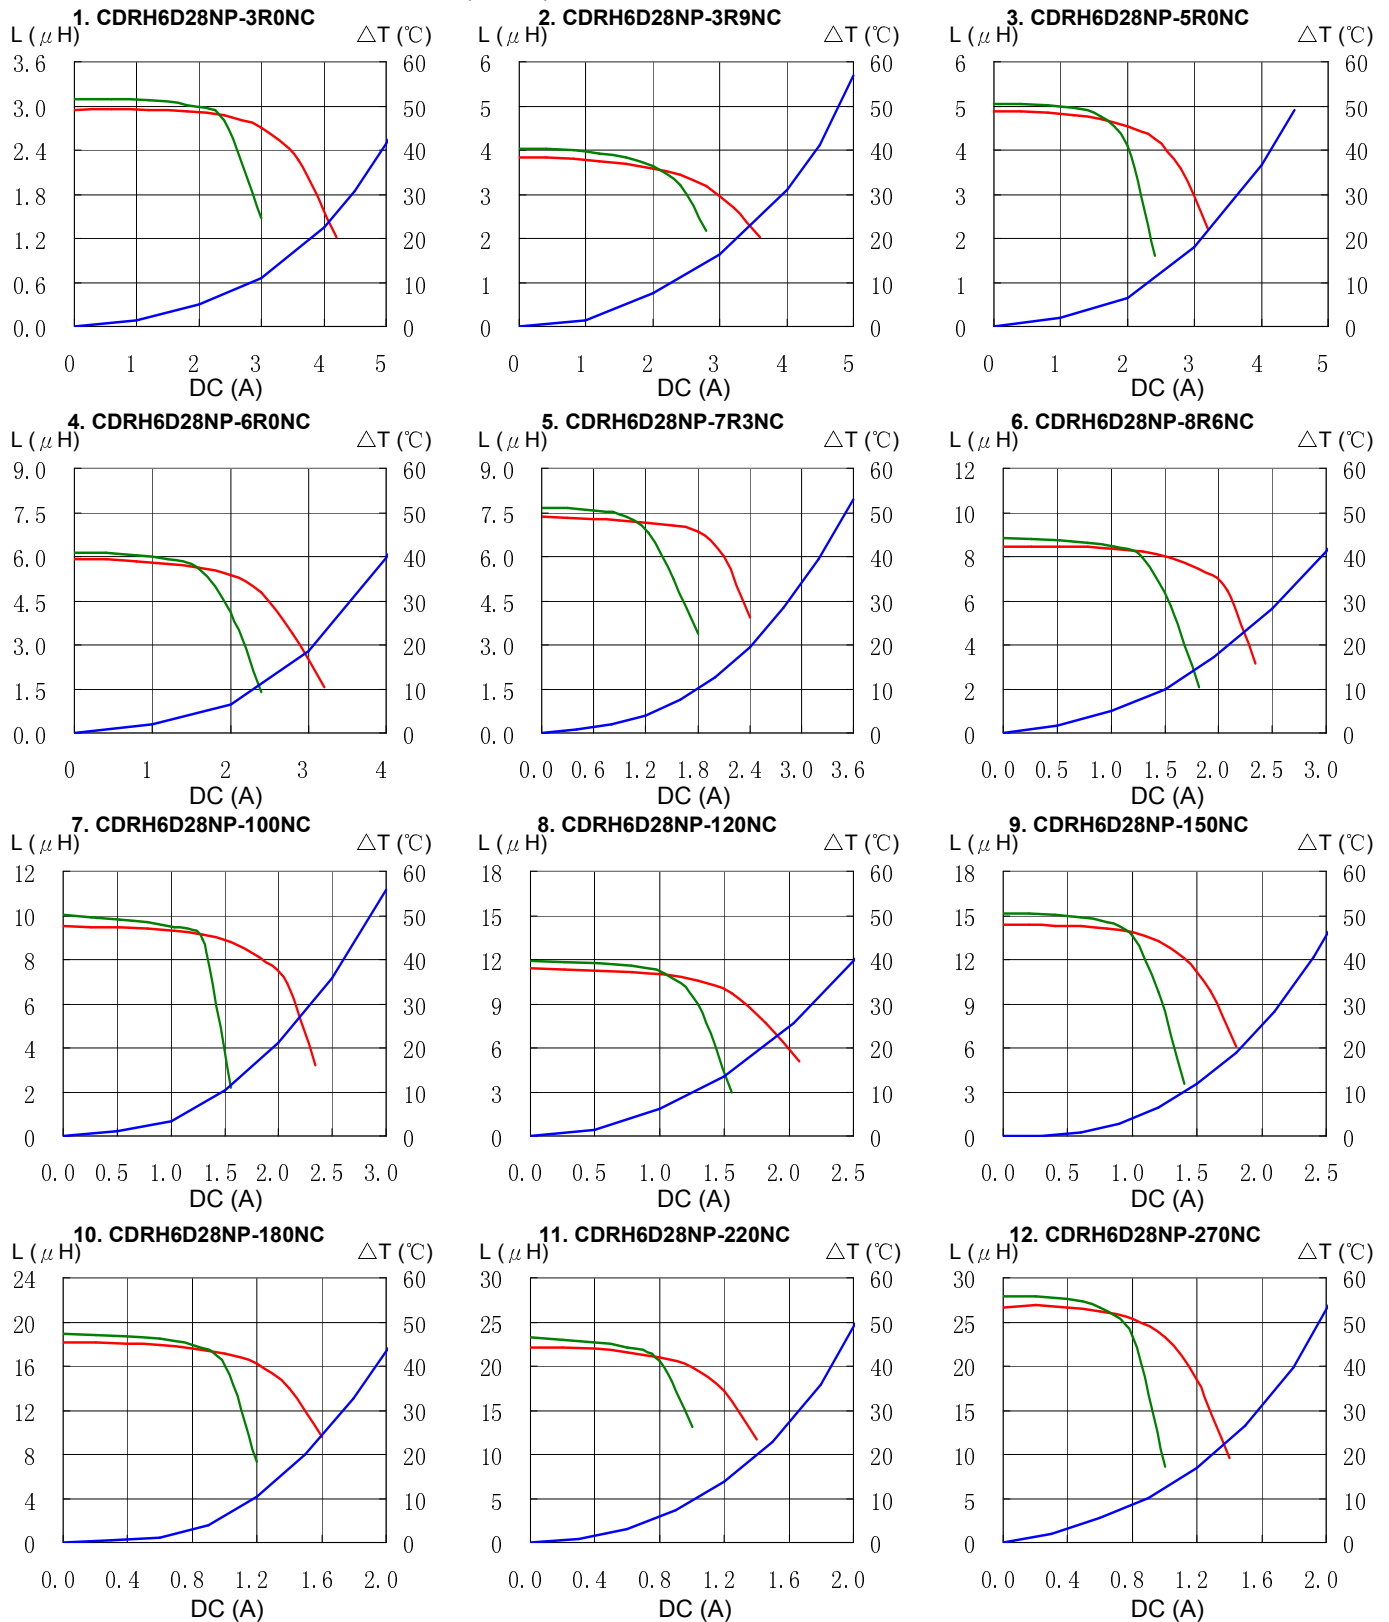 1. CDRH6D28NP-3R0NC
L (μH) △T (℃)
3.6 60
3.0 50
2.4 40
1.8 30
1.2 20
0.6 10
0.0 0
0 1 2 3 4 5
DC (A)
2. CDRH6D28NP-3R9NC
L (μH) △T (℃)
6 60
5 50
4 40
3 30
2 20
1 10
0 0
0 1 2 3 4 5
DC (A)
3. CDRH6D28NP-5R0NC
L (μH) △T (℃)
6 60
5 50
4 40
3 30
2 20
1 10
0 0
0 1 2 3 4 5
DC (A)
4. CDRH6D28NP-6R0NC
L (μH) △T (℃)
9.0 60
7.5 50
6.0 40
4.5 30
3.0 20
1.5 10
0.0 0
0 1 2 3 4
DC (A)
5. CDRH6D28NP-7R3NC
L (μH) △T (℃)
9.0 60
7.5 50
6.0 40
4.5 30
3.0 20
1.5 10
0.0 0
0.0 0.6 1.2 1.8 2.4 3.0 3.6
DC (A)
6. CDRH6D28NP-8R6NC
L (μH) △T (℃)
12 60
10 50
8 40
6 30
4 20
2 10
0 0
0.0 0.5 1.0 1.5 2.0 2.5 3.0
DC (A)
7. CDRH6D28NP-100NC
L (μH) △T (℃)
12 60
10 50
8 40
6 30
4 20
2 10
0 0
0.0 0.5 1.0 1.5 2.0 2.5 3.0
DC (A)
8. CDRH6D28NP-120NC
L (μH) △T (℃)
18 60
15 50
12 40
9 30
6 20
3 10
0 0
0.0 0.5 1.0 1.5 2.0 2.5
DC (A)
9. CDRH6D28NP-150NC
L (μH) △T (℃)
18 60
15 50
12 40
9 30
6 20
3 10
0 0
0.0 0.5 1.0 1.5 2.0 2.5
DC (A)
10. CDRH6D28NP-180NC
L (μH) △T (℃)
24 60
20 50
16 40
12 30
8 20
4 10
0 0
0.0 0.4 0.8 1.2 1.6 2.0
DC (A)
11. CDRH6D28NP-220NC
L (μH) △T (℃)
30 60
25 50
20 40
15 30
10 20
5 10
0 0
0.0 0.4 0.8 1.2 1.6 2.0
DC (A)
12. CDRH6D28NP-270NC
L (μH) △T (℃)
30 60
25 50
20 40
15 30
10 20
5 10
0 0
0.0 0.4 0.8 1.2 1.6 2.0
DC (A)